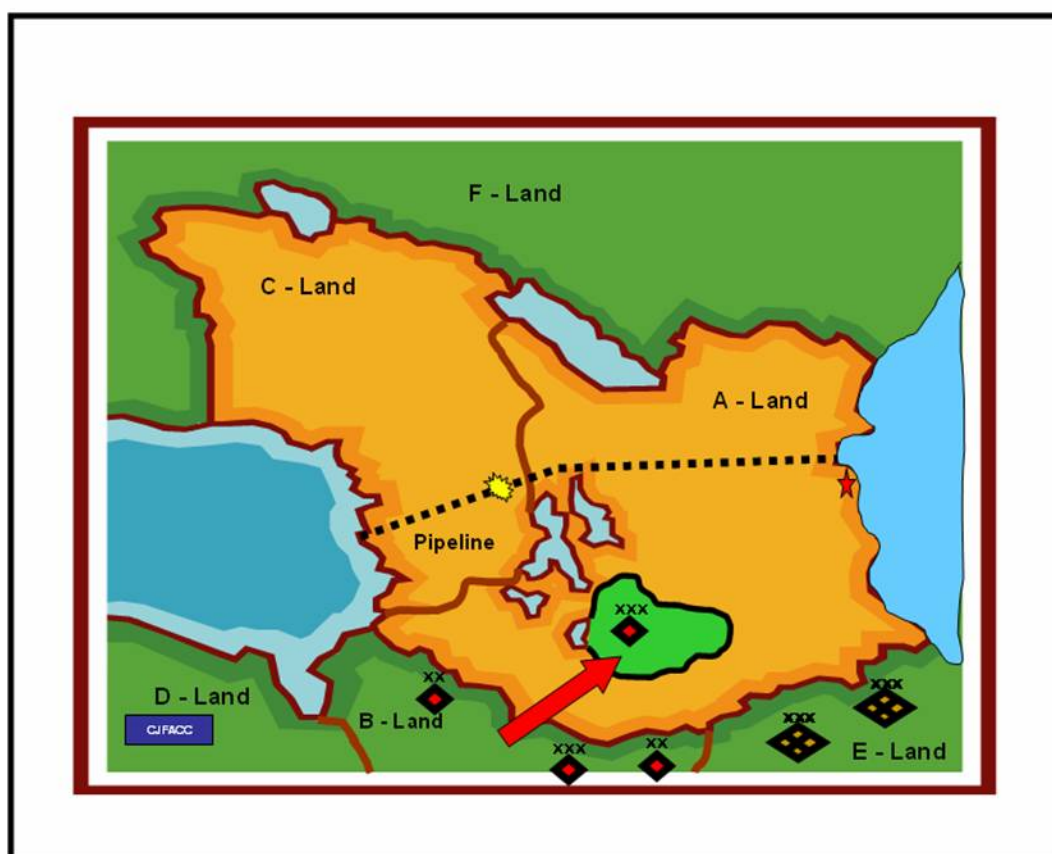 F - Land
C - Land
A - Land
Pipeline
XXX
XX
D - Land
B - Land
XXX
XXX
CJFACC
XXX
XX
E - Land